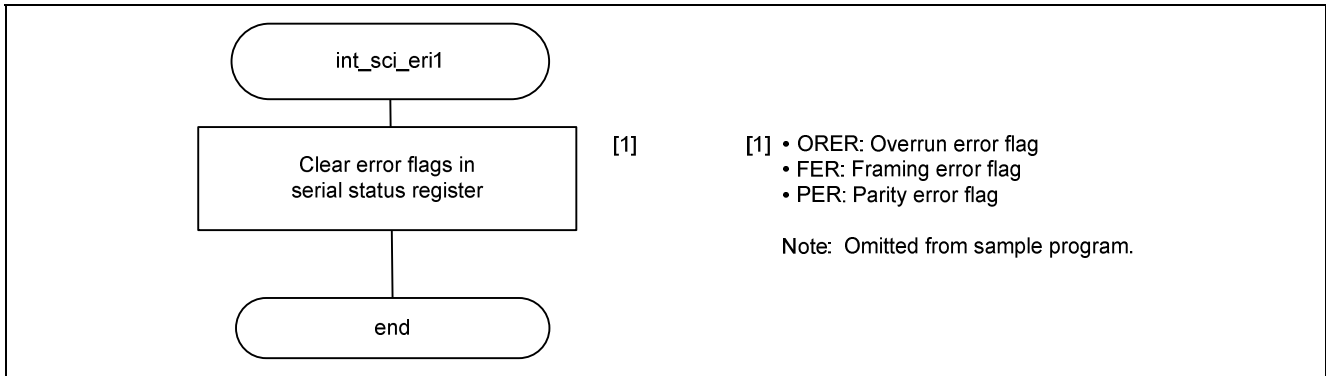 int_sci_eri1
Clear error flags in
serial status register
[1]
[1] • ORER: Overrun error flag
• FER: Framing error flag
• PER: Parity error flag
Note: Omitted from sample program.
end